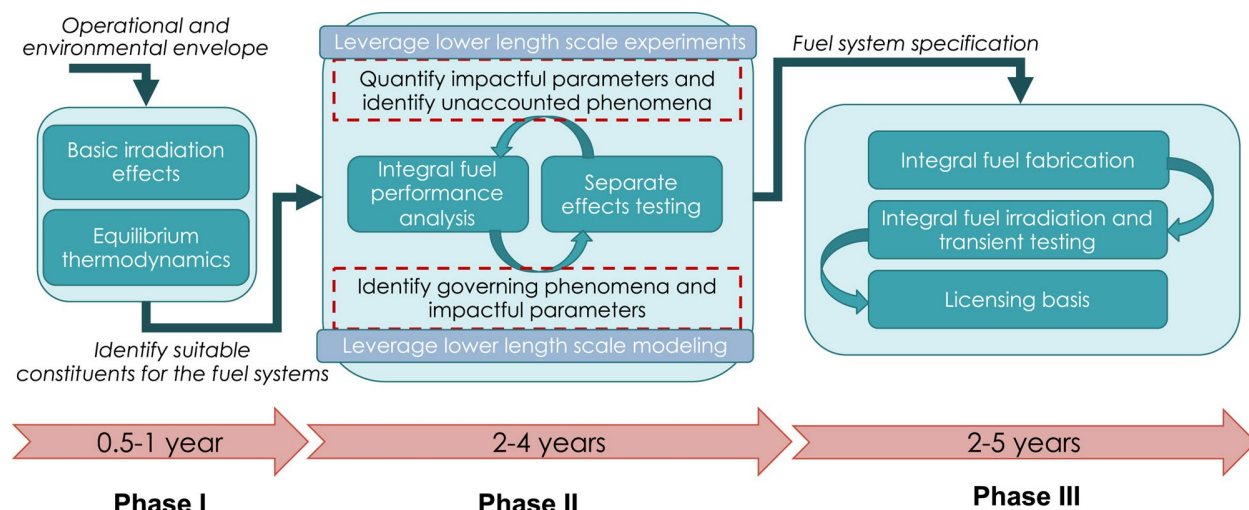 Operational and
environmental envelope
Basic irradiation
effects
Equilibrium
thermodynamics
Identify suitable
constituents for the fuel systems
Leverage lower length scale experiments
Quantify impactful parameters and
identify unaccounted phenomena
Integral fuel
performance
analysis
Separate
effects testing
Identify governing phenomena and
impactful parameters
Leverage lower length scale modeling
Fuel system specification
Integral fuel fabrication
Integral fuel irradiation and
transient testing
Licensing basis
0.5-1 year
2-4 years
2-5 years
Phase I
Phase II
Phase III